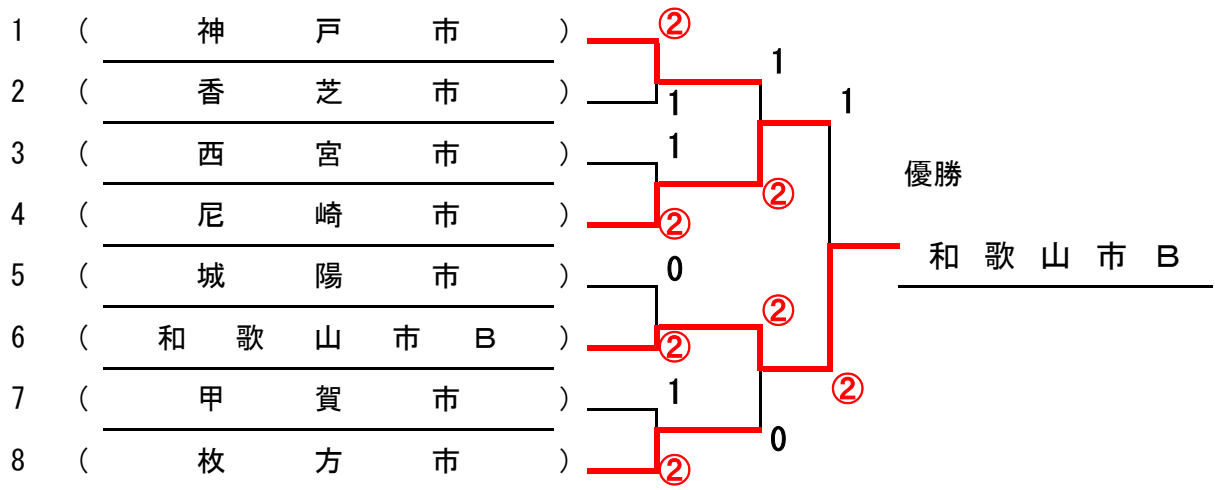 1 ( 神戸市 ) ②
1
2 ( 香芝市 ) 1
1
3 ( 西宮市 ) 1
優勝
4 ( 尼崎市 ) ②
②
5 ( 城陽市 ) 0
和歌山市B
②
6 ( 和歌山市B ) ②
7 ( 甲賀市 ) 1
②
0
8 ( 枚方市 ) ②